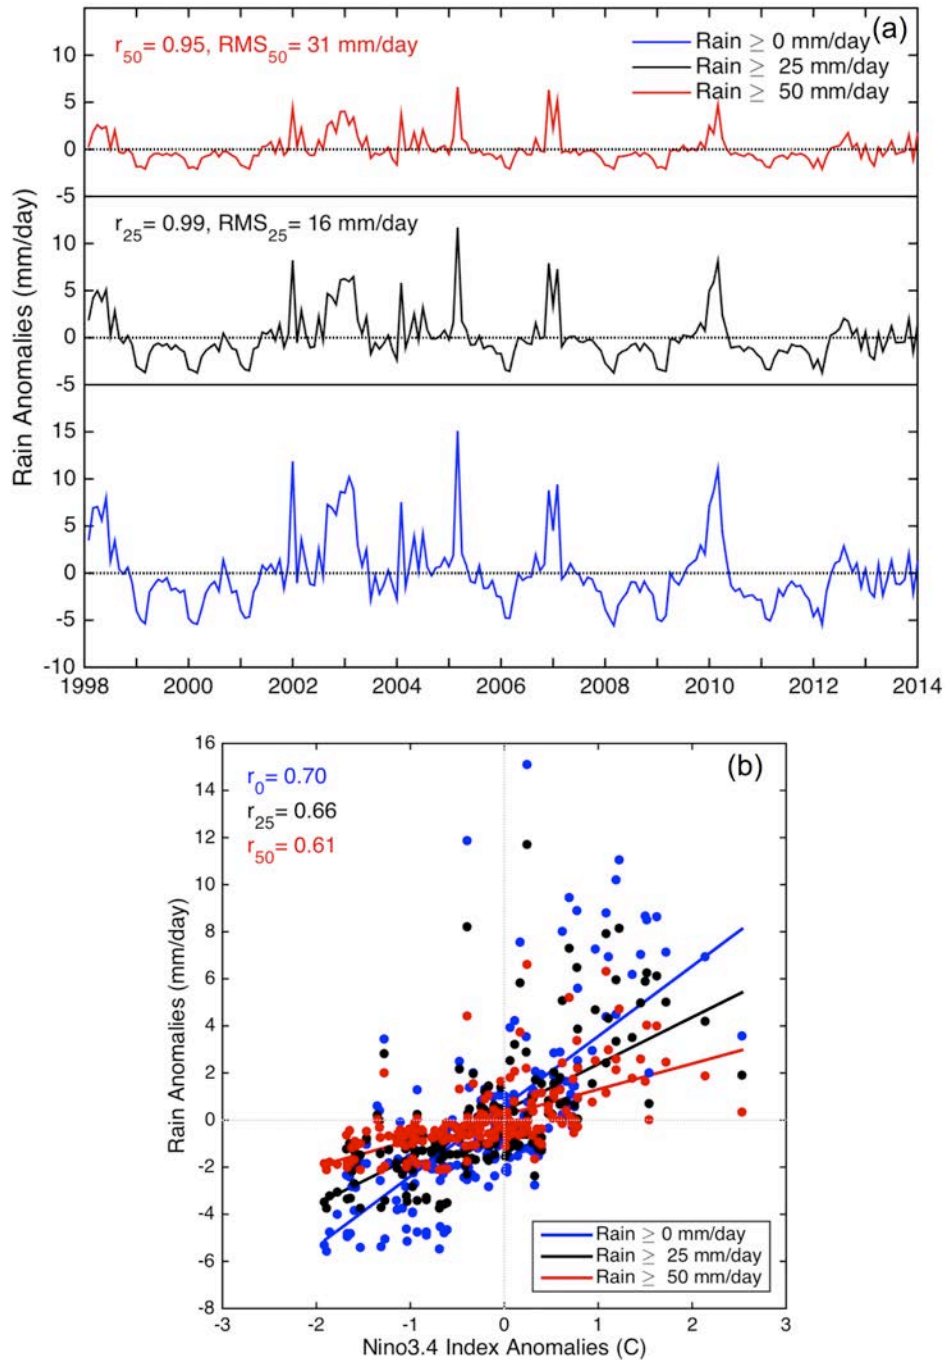 r50= 0.95, RMS50= 31 mm/day
Rain ≥ 0 mm/day
(a)
Rain ≥ 25 mm/day
Rain ≥ 50 mm/day
10
5
0
-5
r25= 0.99, RMS25= 16 mm/day
10
5
0
-5
15
10
5
0
-5
-10
Rain Anomalies (mm/day)
1998 2000 2002 2004 2006 2008 2010 2012 2014
(b)
r0= 0.70
r25= 0.66
r50= 0.61
16
14
12
10
8
6
4
2
0
-2
-4
-6
-8
Rain Anomalies (mm/day)
Rain ≥ 0 mm/day
Rain ≥ 25 mm/day
Rain ≥ 50 mm/day
-3 -2 -1 0 1 2 3
Nino3.4 Index Anomalies (C)